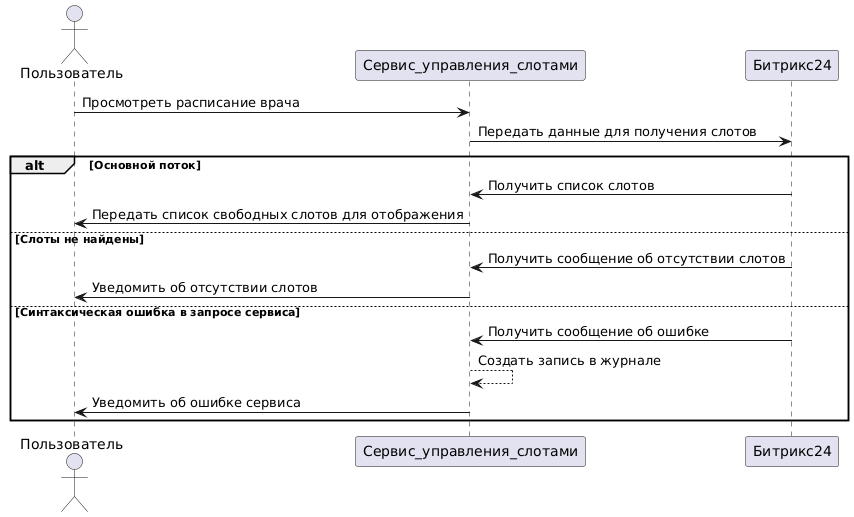 Пользователь
Сервис_управления_слотами
Битрикс24
Просмотреть расписание врача
Передать данные для получения слотов
alt
[Основной поток]
Получить список слотов
Передать список свободных слотов для отображения
[Слоты не найдены]
Получить сообщение об отсутствии слотов
Уведомить об отсутствии слотов
[Синтаксическая ошибка в запросе сервиса]
Получить сообщение об ошибке
Создать запись в журнале
Уведомить об ошибке сервиса
Пользователь
Сервис_управления_слотами
Битрикс24